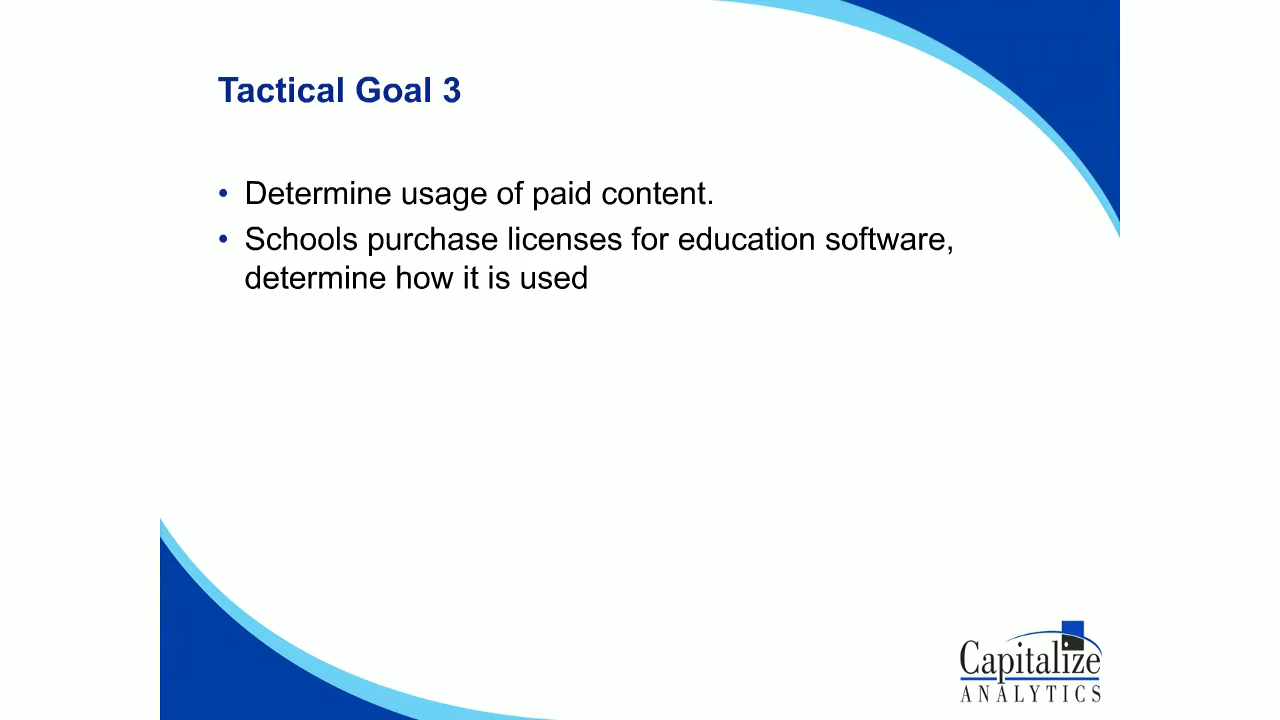 Tactical Goal 3
• Determine usage of paid content.
• Schools purchase licenses for education software,
determine how it is used
Capitalize
ANALYTICS